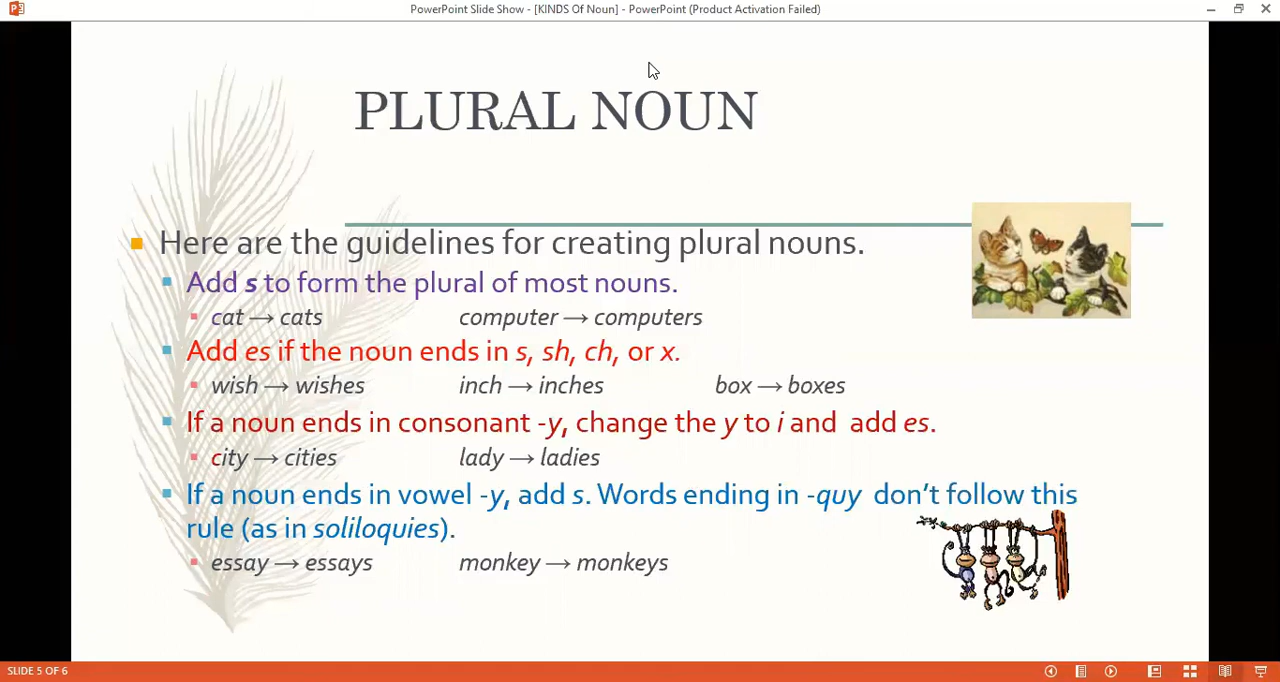 PowerPoint Slide Show - [KINDS Of Noun] - PowerPoint (Product Activation Failed)
PLURAL NOUN
Here are the guidelines for creating plural nouns.
Add s to form the plural of most nouns.
cat → cats computer → computers
Add es if the noun ends in s, sh, ch, or x.
wish → wishes inch → inches box → boxes
If a noun ends in consonant -y, change the y to i and add es.
city → cities lady → ladies
If a noun ends in vowel -y, add s. Words ending in -quy don't follow this
rule (as in soliloquies).
essay → essays monkey → monkeys
SLIDE 5 OF 6